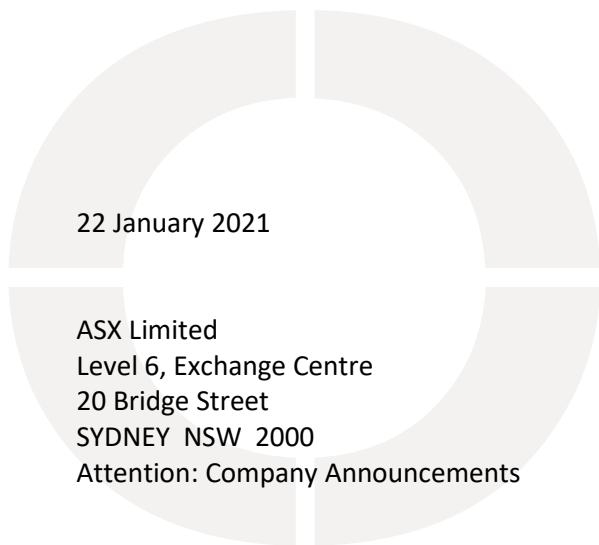 22 January 2021
ASX Limited
Level 6, Exchange Centre
20 Bridge Street
SYDNEY  NSW  2000
Attention: Company Announcements